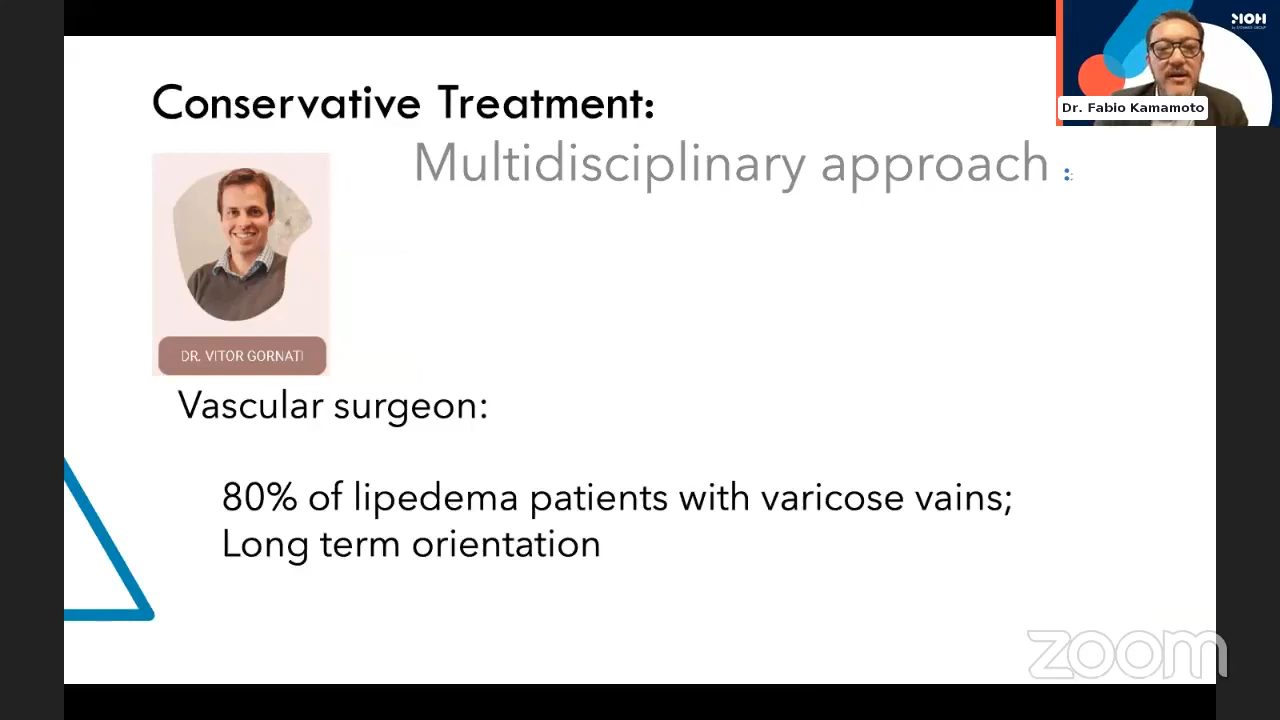 Conservative Treatment:
Multidisciplinary approach :
DR. VITOR GORNATI
Vascular surgeon:
80% of lipedema patients with varicose vains;
Long term orientation
Dr. Fabio Kamamoto
zoom